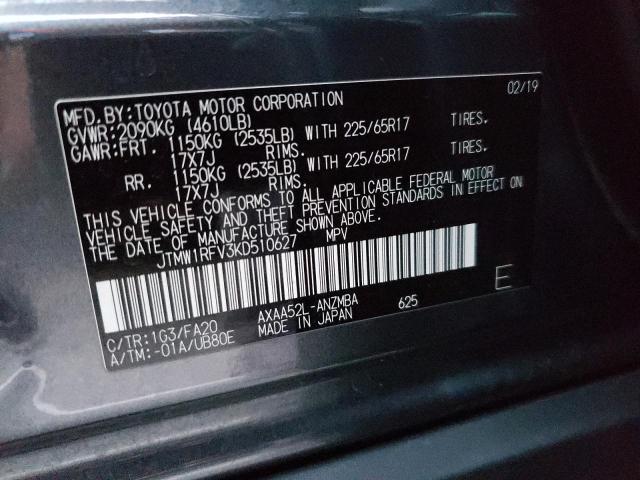 02/19
MFD.BY:TOYOTA MOTOR CORPORATION
GVWR:2090KG (4610LB)
GAWR:FRT. 1150KG (2535LB) WITH 225/65R17 TIRES.
17X7J RIMS.
RR. 1150KG (2535LB) WITH 225/65R17 TIRES.
17X7J RIMS.
THIS VEHICLE CONFORMS TO ALL APPLICABLE FEDERAL MOTOR
VEHICLE SAFETY AND THEFT PREVENTION STANDARDS IN EFFECT ON
THE DATE OF MANUFACTURE SHOWN ABOVE.
JTMW1RFV3KD510627 MPV
E
AXAA52L-ANZMBA 625
C/TR:1G3/FA20 MADE IN JAPAN
A/TM:-01A/UB80E